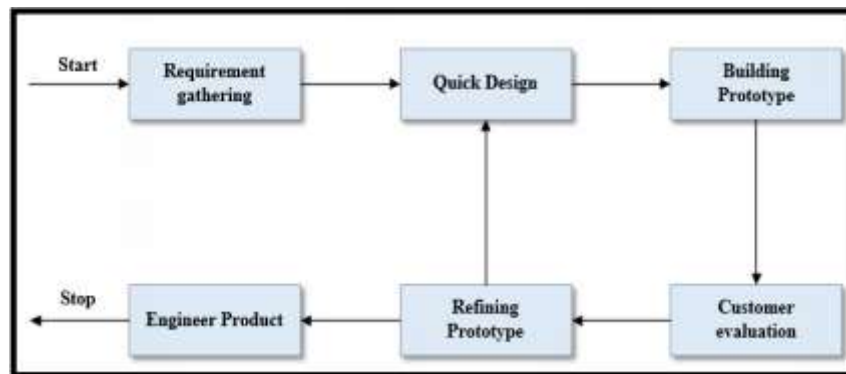 Start
Requirement
gathering
Quick Design
Building
Prototype
Stop
Engineer Product
Refining
Prototype
Customer
evaluation